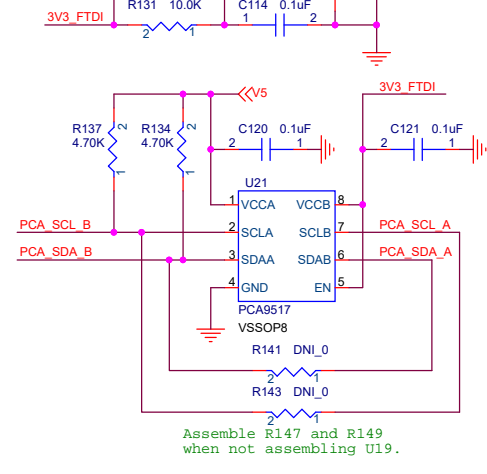 R131 10.0K
C114 0.1uF
3V3_FTDI
2 1
1 2
V5
3V3_FTDI
R137 2
4.70K
1
R134 2
4.70K
1
C120 0.1uF
2 1
C121 0.1uF
2 1
U21
1 VCCA VCCB 8
PCA_SCL_B 2 SCLA SCLB 7 PCA_SCL_A
PCA_SDA_B 3 SDAA SDAB 6 PCA_SDA_A
4 GND EN 5
PCA9517
VSSOP8
R141 DNI_0
2 1
R143 DNI_0
2 1
Assemble R147 and R149
when not assembling U19.